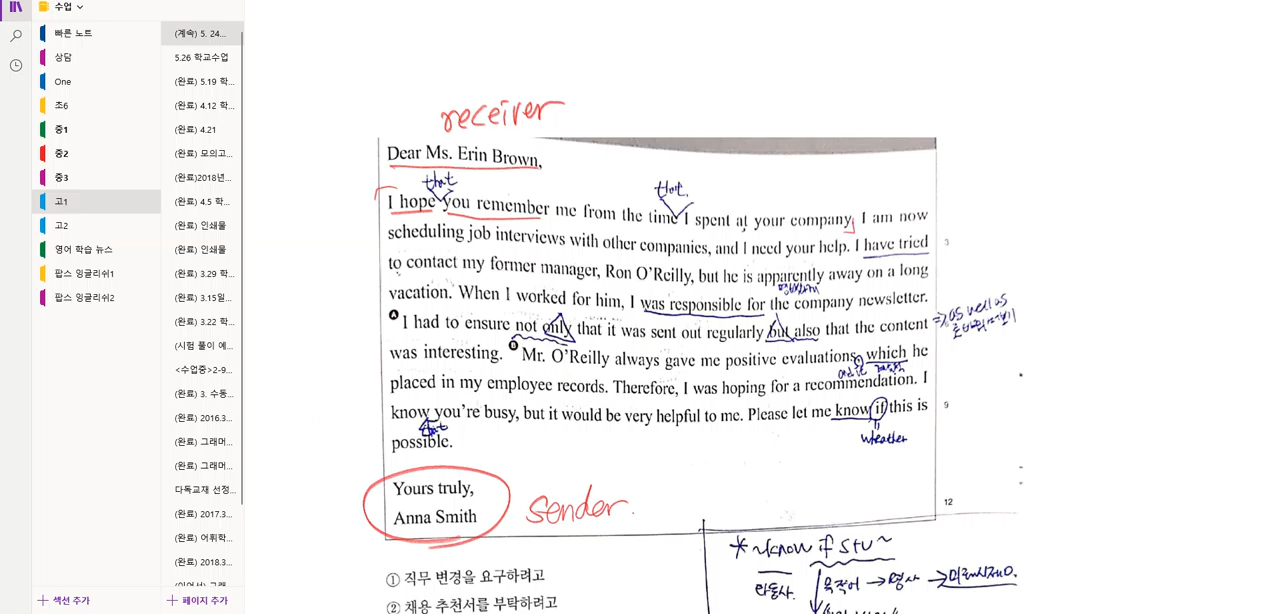 수업
빠른 노트
상담
One
초6
중1
중2
중3
고1
고2
영어 학습 뉴스
팝스 잉글리쉬1
팝스 잉글리쉬2
섹션 추가
(계속) 5. 24...
5.26 학교수업
(완료) 5.19 학...
(완료) 4.12 학...
(완료) 4.21
(완료) 모의고...
(완료)2018년...
(완료) 4.5 학...
(완료) 인쇄물
(완료) 인쇄물
(완료) 3.29 학...
(완료) 3.15일...
(완료) 3.22 학...
(시험 풀이 예...
<수업중>2-9...
(완료) 3. 수동...
(완료) 2016.3...
(완료) 그래머...
(완료) 그래머...
다독교재 선정...
(완료) 2017.3...
(완료) 어휘학...
(완료) 2018.3...
페이지 추가
receiver
Dear Ms. Erin Brown,
that
that.
I hope you remember me from the time I spent at your company. I am now
scheduling job interviews with other companies, and I need your help. I have tried
3
to contact my former manager, Ron O'Reilly, but he is apparently away on a long
vacation. When I worked for him, I was responsible for the company newsletter.
A I had to ensure not only that it was sent out regularly but also that the content
⇒ as well as
was interesting. B Mr. O'Reilly always gave me positive evaluations, which he
and it
placed in my employee records. Therefore, I was hoping for a recommendation. I
know you're busy, but it would be very helpful to me. Please let me know if this is
9
that
wheather
possible.
Yours truly,
Anna Smith
sender.
12
* ~know if S+V~
타동사. 목적어 → 명사 →
① 직무 변경을 요구하려고
② 채용 추천서를 부탁하려고